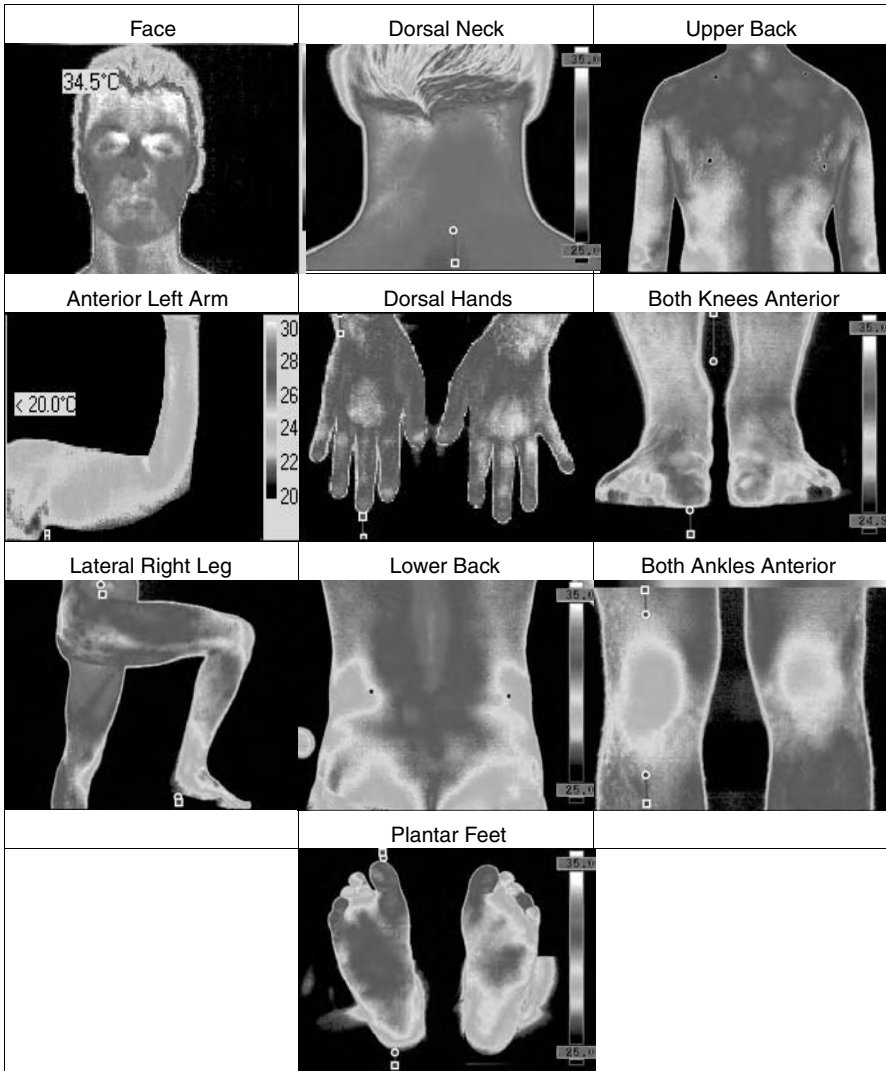 Face
Dorsal Neck
Upper Back
34.5°C
35.0
25.0
Anterior Left Arm
Dorsal Hands
Both Knees Anterior
< 20.0°C
30
28
26
24
22
20
35.0
24.9
Lateral Right Leg
Lower Back
Both Ankles Anterior
35.0
25.0
Plantar Feet
35.0
25.0